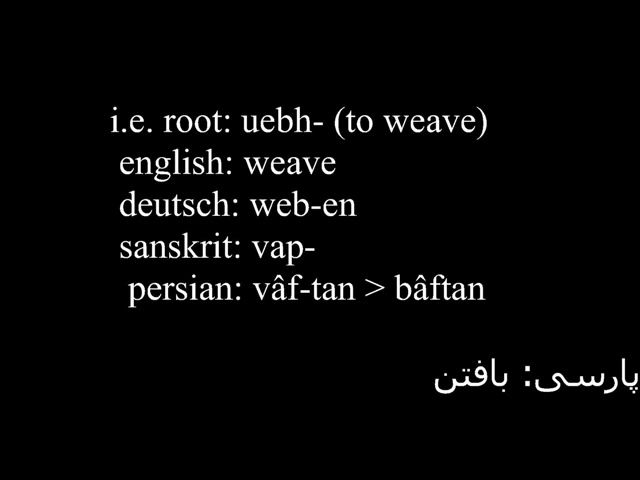 i.e. root: uebh- (to weave)
english: weave
deutsch: web-en
sanskrit: vap-
persian: vâf-tan > bâftan
پارسی: بافتن